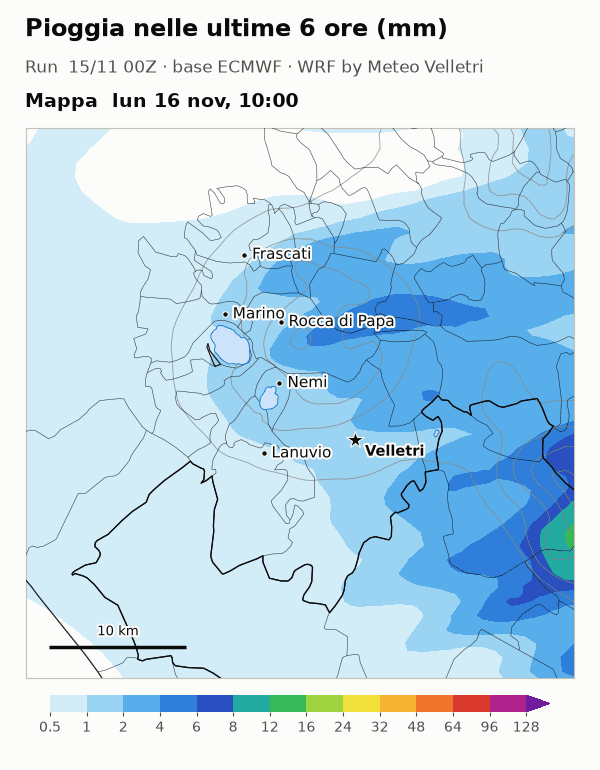 Pioggia nelle ultime 6 ore (mm)
Run  15/11 00Z · base ECMWF · WRF by Meteo Velletri
Mappa  lun 16 nov, 10:00
Frascati
Marino
Rocca di Papa
Nemi
Velletri
Lanuvio
10 km
0.5 1 2 4 6 8 12 16 24 32 48 64 96 128